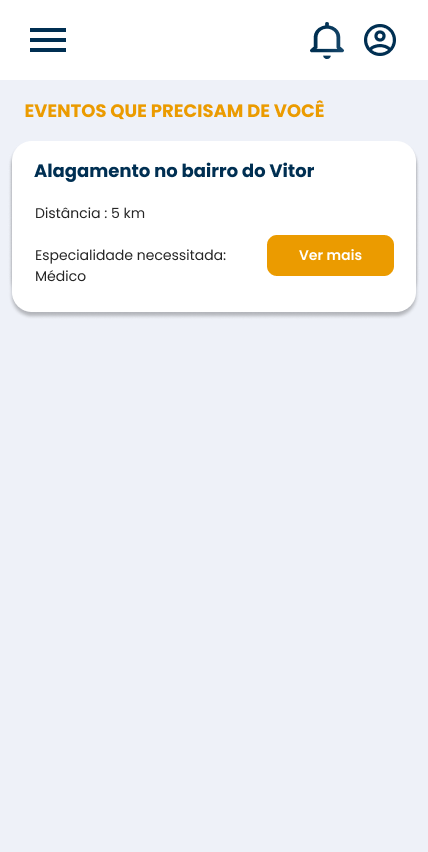 EVENTOS QUE PRECISAM DE VOCÊ
Alagamento no bairro do Vitor
Distância : 5 km
Especialidade necessitada:
Médico
Ver mais